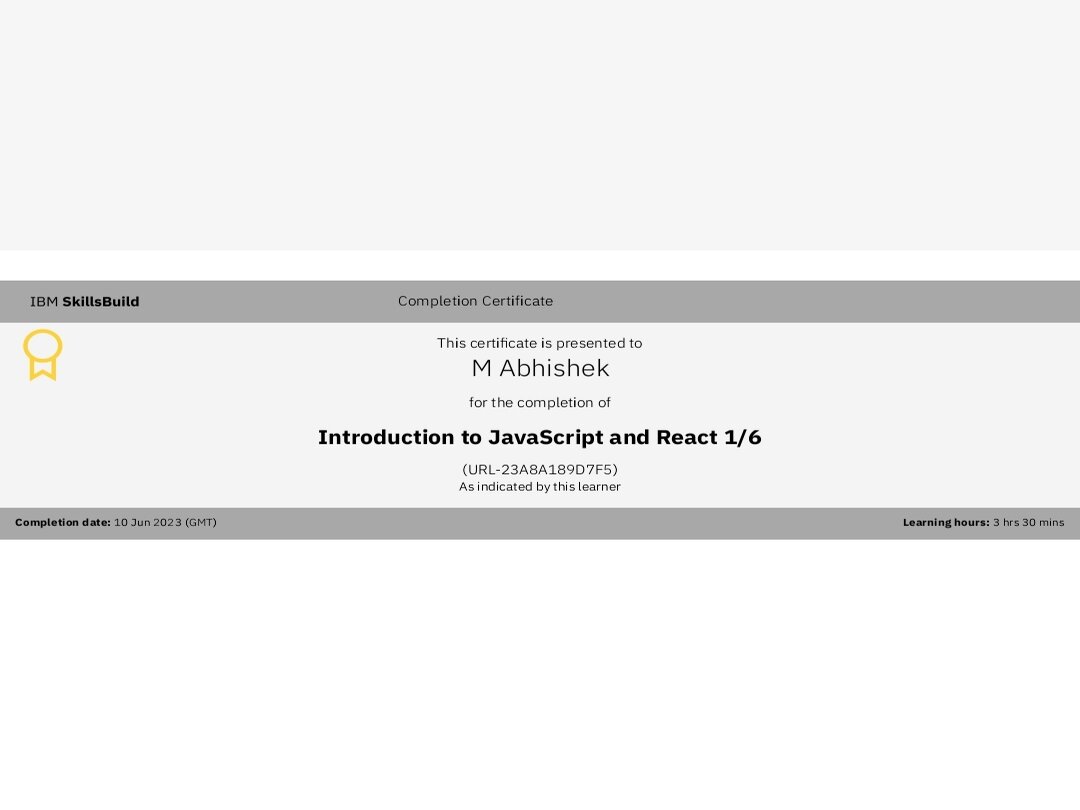 IBM SkillsBuild
Completion Certificate
This certificate is presented to
M Abhishek
for the completion of
Introduction to JavaScript and React 1/6
(URL-23A8A189D7F5)
As indicated by this learner
Completion date: 10 Jun 2023 (GMT)
Learning hours: 3 hrs 30 mins